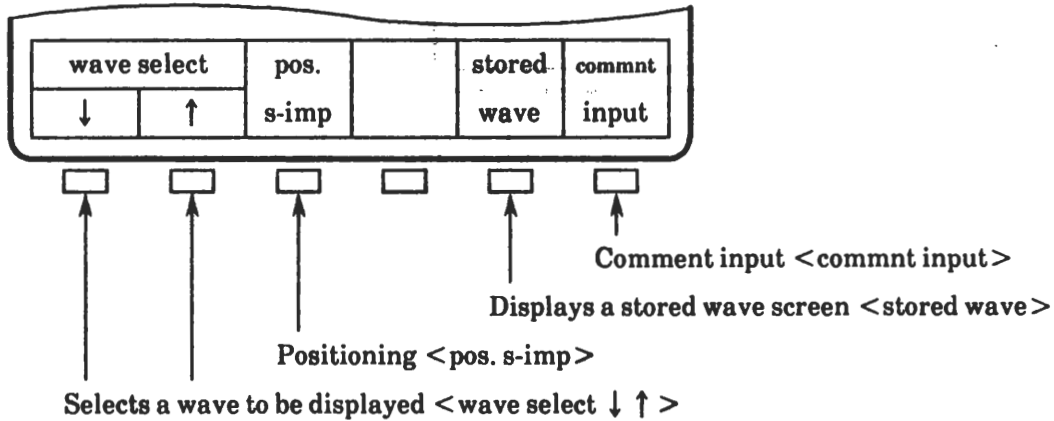 wave select pos. stored commnt
↓ ↑ s-imp wave input
Comment input <commnt input>
Displays a stored wave screen <stored wave>
Positioning <pos. s-imp>
Selects a wave to be displayed <wave select ↓ ↑ >